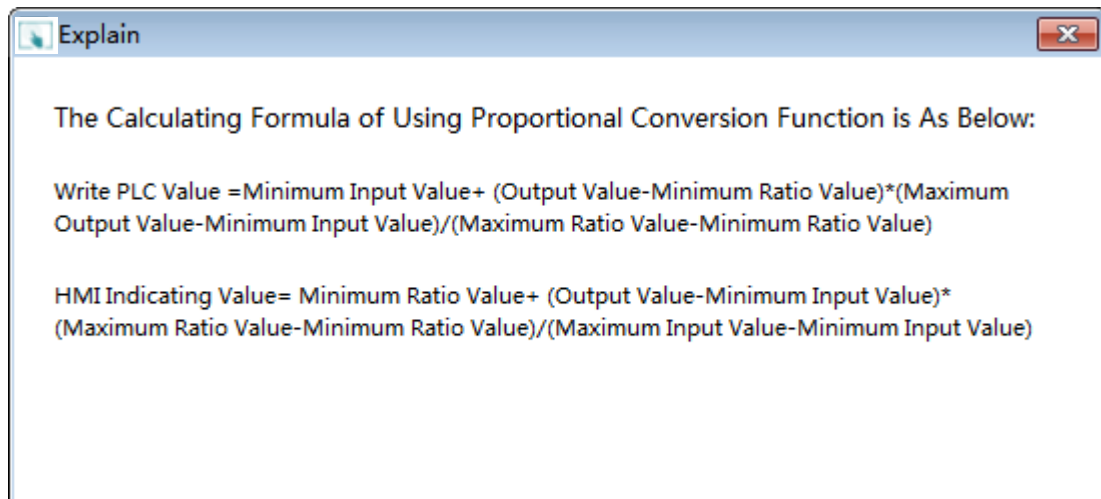 Explain
The Calculating Formula of Using Proportional Conversion Function is As Below:
Write PLC Value =Minimum Input Value+ (Output Value-Minimum Ratio Value)*(Maximum
Output Value-Minimum Input Value)/(Maximum Ratio Value-Minimum Ratio Value)
HMI Indicating Value= Minimum Ratio Value+ (Output Value-Minimum Input Value)*
(Maximum Ratio Value-Minimum Ratio Value)/(Maximum Input Value-Minimum Input Value)